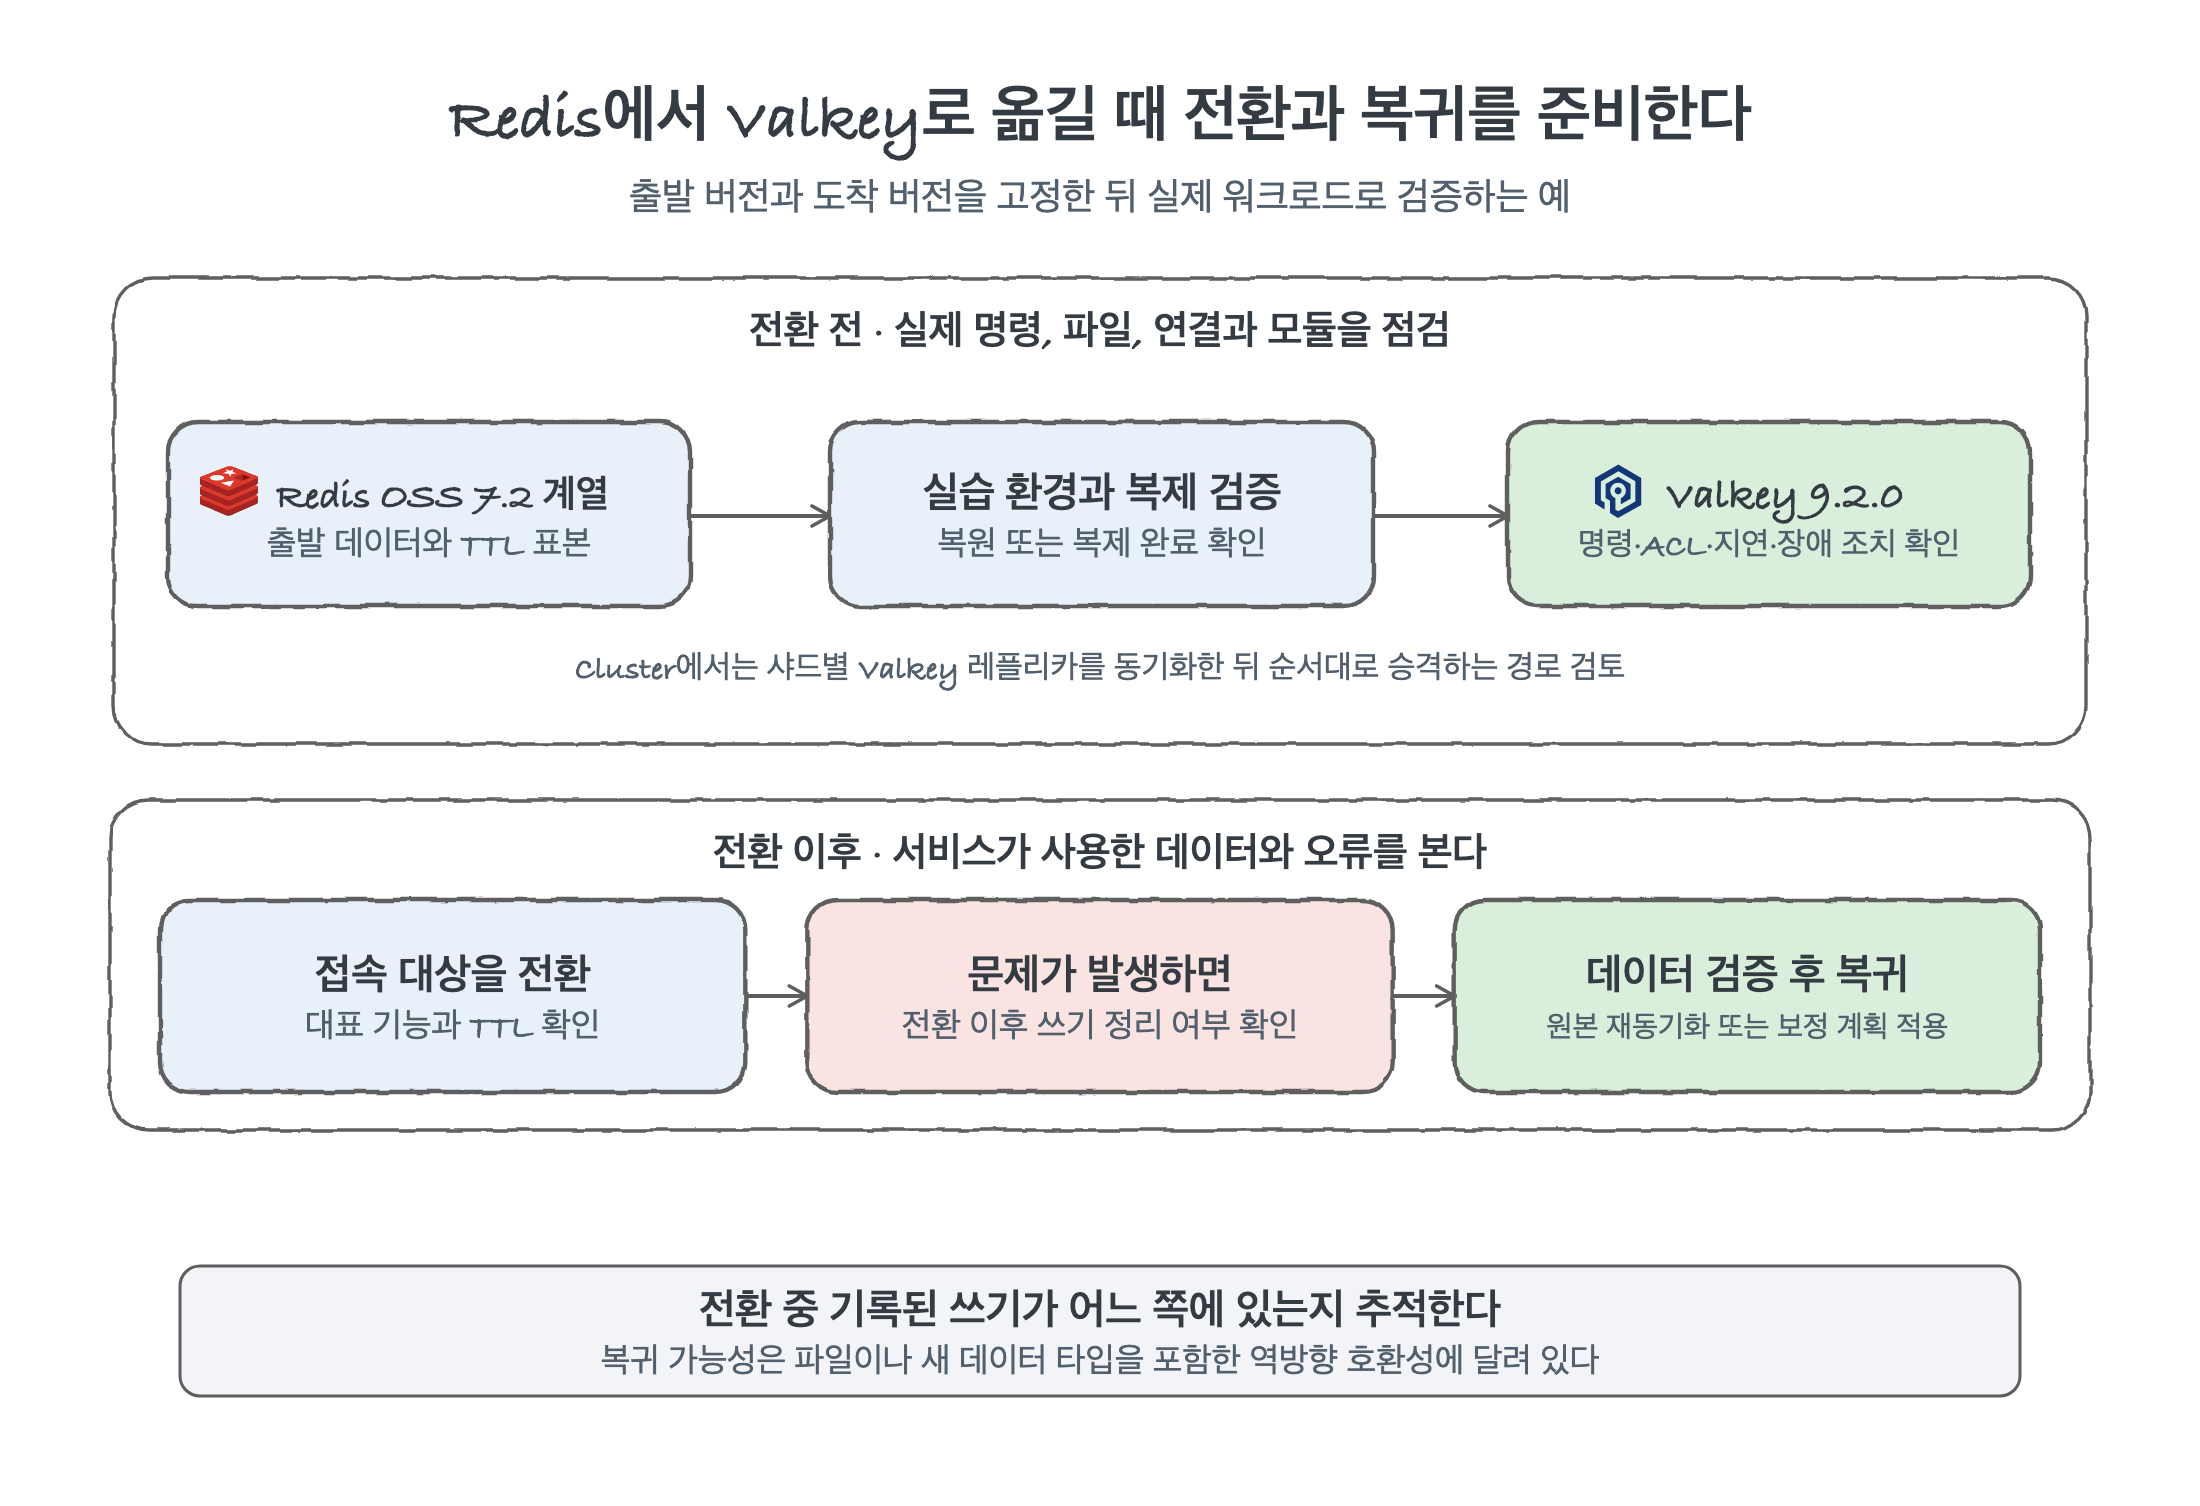 Redis에서 Valkey로 옮길 때 전환과 복귀를 준비한다
출발 버전과 도착 버전을 고정한 뒤 실제 워크로드로 검증하는 예
전환 전 · 실제 명령, 파일, 연결과 모듈을 점검
Redis OSS 7.2 계열
출발 데이터와 TTL 표본
실습 환경과 복제 검증
복원 또는 복제 완료 확인
Valkey 9.2.0
명령·ACL·지연·장애 조치 확인
Cluster에서는 샤드별 Valkey 레플리카를 동기화한 뒤 순서대로 승격하는 경로 검토
전환 이후 · 서비스가 사용한 데이터와 오류를 본다
접속 대상을 전환
대표 기능과 TTL 확인
문제가 발생하면
전환 이후 쓰기 정리 여부 확인
데이터 검증 후 복귀
원본 재동기화 또는 보정 계획 적용
전환 중 기록된 쓰기가 어느 쪽에 있는지 추적한다
복귀 가능성은 파일이나 새 데이터 타입을 포함한 역방향 호환성에 달려 있다